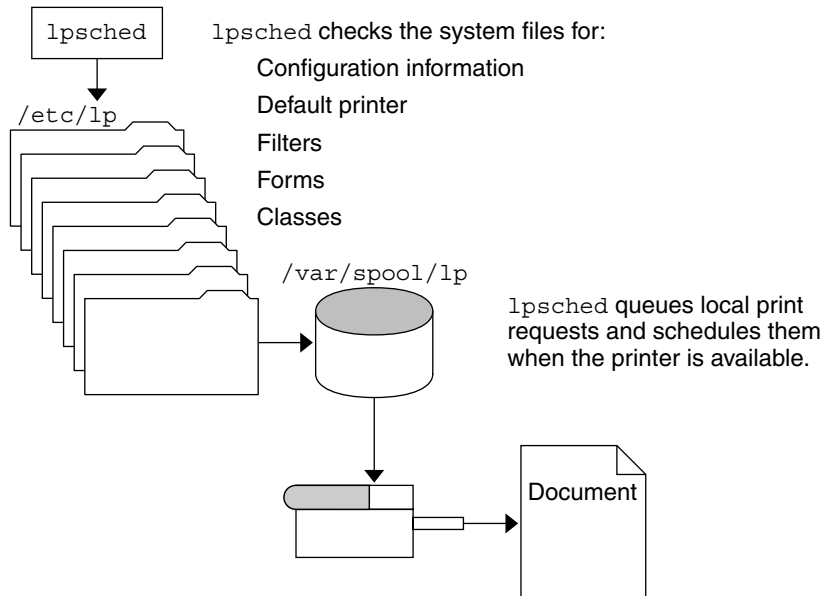 lpsched
lpsched checks the system files for:
Configuration information
Default printer
Filters
Forms
Classes
/etc/lp
/var/spool/lp
lpsched queues local print
requests and schedules them
when the printer is available.
Document